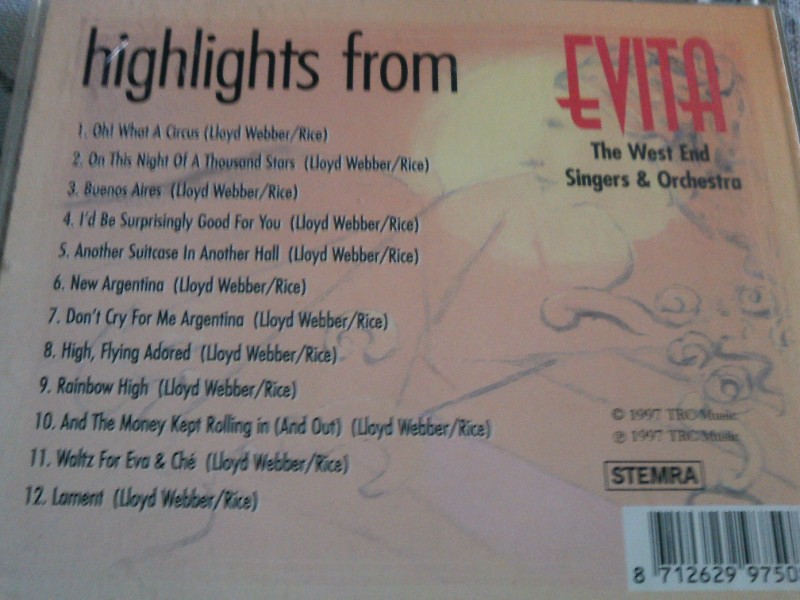 highlights from
EVITA
The West End
Singers & Orchestra
1. Oh! What A Circus (Lloyd Webber/Rice)
2. On This Night Of A Thousand Stars (Lloyd Webber/Rice)
3. Buenos Aires (Lloyd Webber/Rice)
4. I'd Be Surprisingly Good For You (Lloyd Webber/Rice)
5. Another Suitcase In Another Hall (Lloyd Webber/Rice)
6. New Argentina (Lloyd Webber/Rice)
7. Don't Cry For Me Argentina (Lloyd Webber/Rice)
8. High, Flying Adored (Lloyd Webber/Rice)
9. Rainbow High (Lloyd Webber/Rice)
10. And The Money Kept Rolling in (And Out) (Lloyd Webber/Rice)
11. Waltz For Eva & Ché (Lloyd Webber/Rice)
12. Lament (Lloyd Webber/Rice)
© 1997 TRC Music
℗ 1997 TRC Music
STEMRA
8 712629 9750